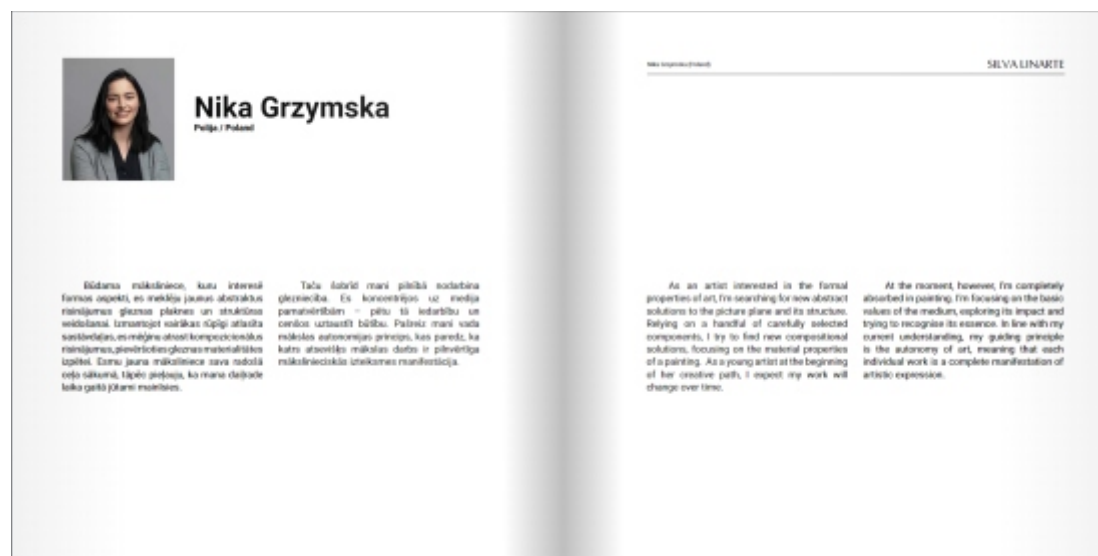 Nika Grzymska
Polija / Poland
Būdama māksliniece, kuru interesē
formas aspekti, es meklēju jaunus abstraktus
risinājumus gleznas plaknes un struktūras
veidošanai. Izmantojot vairākas rūpīgi atlasītas
sastāvdaļas, es mēģinu atrast kompozicionālus
risinājumus, pievēršoties gleznas materialitātes
izpētei. Esmu jauna māksliniece sava radošā
ceļa sākumā, tāpēc pieļauju, ka mana daiļrade
laika gaitā jūtami mainīsies.
Taču šobrīd mani pilnībā nodarbina
glezniecība. Es koncentrējos uz medija
pamatvērtībām – pētu tā iedarbību un
cenšos uztaustīt būtību. Pašreiz mani vada
mākslas autonomijas princips, kas paredz, ka
katrs atsevišķs mākslas darbs ir pilnvērtīga
mākslinieciskās izteiksmes manifestācija.
Nika Grzymska (Poland)
SILVA LINARTE
As an artist interested in the formal
properties of art, I'm searching for new abstract
solutions to the picture plane and its structure.
Relying on a handful of carefully selected
components, I try to find new compositional
solutions, focusing on the material properties
of a painting. As a young artist at the beginning
of her creative path, I expect my work will
change over time.
At the moment, however, I'm completely
absorbed in painting. I'm focusing on the basic
values of the medium, exploring its impact and
trying to recognise its essence. In line with my
current understanding, my guiding principle
is the autonomy of art, meaning that each
individual work is a complete manifestation of
artistic expression.